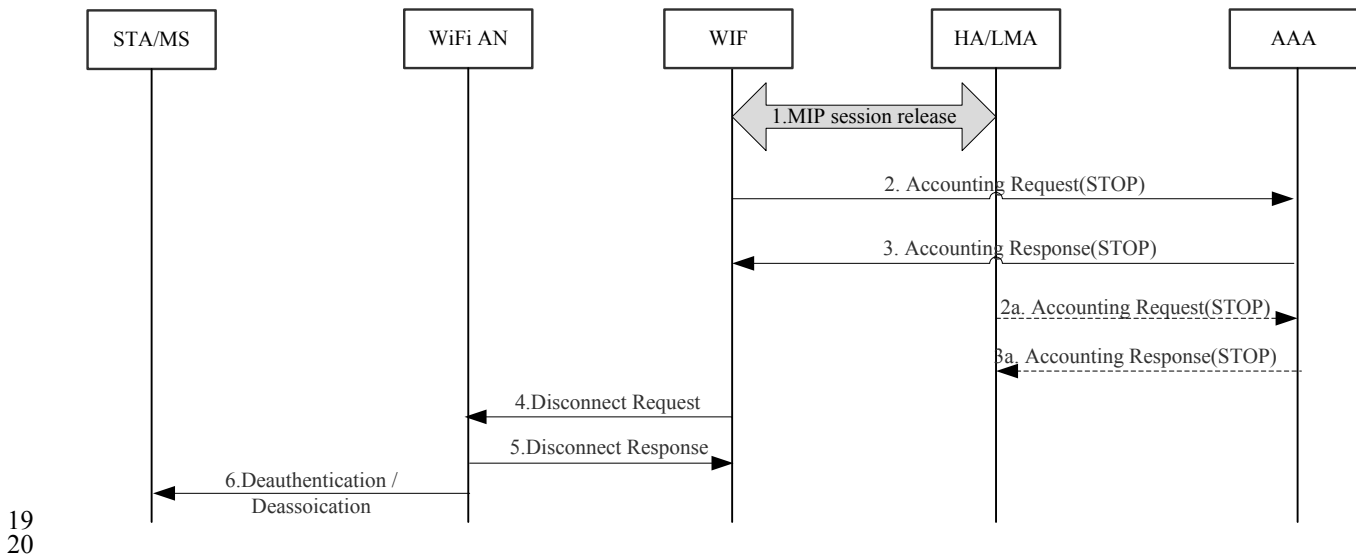 STA/MS
WiFi AN
WIF
HA/LMA
AAA
1.MIP session release
2. Accounting Request(STOP)
3. Accounting Response(STOP)
2a. Accounting Request(STOP)
3a. Accounting Response(STOP)
4.Disconnect Request
5.Disconnect Response
6.Deauthentication /
Deassoication
19
20